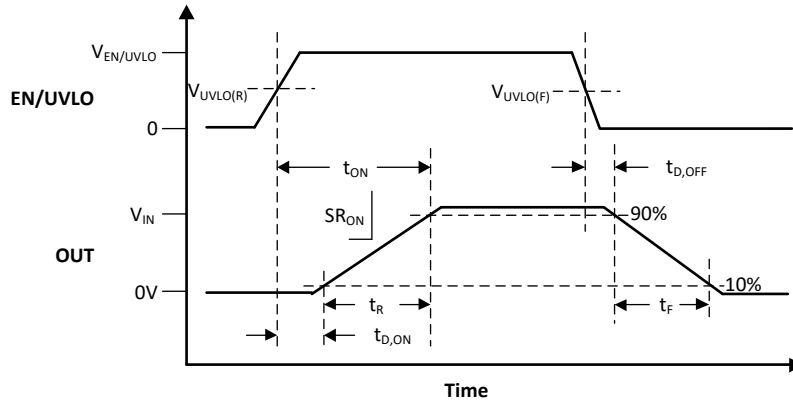 V_EN/UVLO
EN/UVLO
V_UVLO(R)
V_UVLO(F)
0
t_ON
t_D,OFF
SR_ON
V_IN
90%
OUT
0V
10%
t_R
t_F
t_D,ON
Time